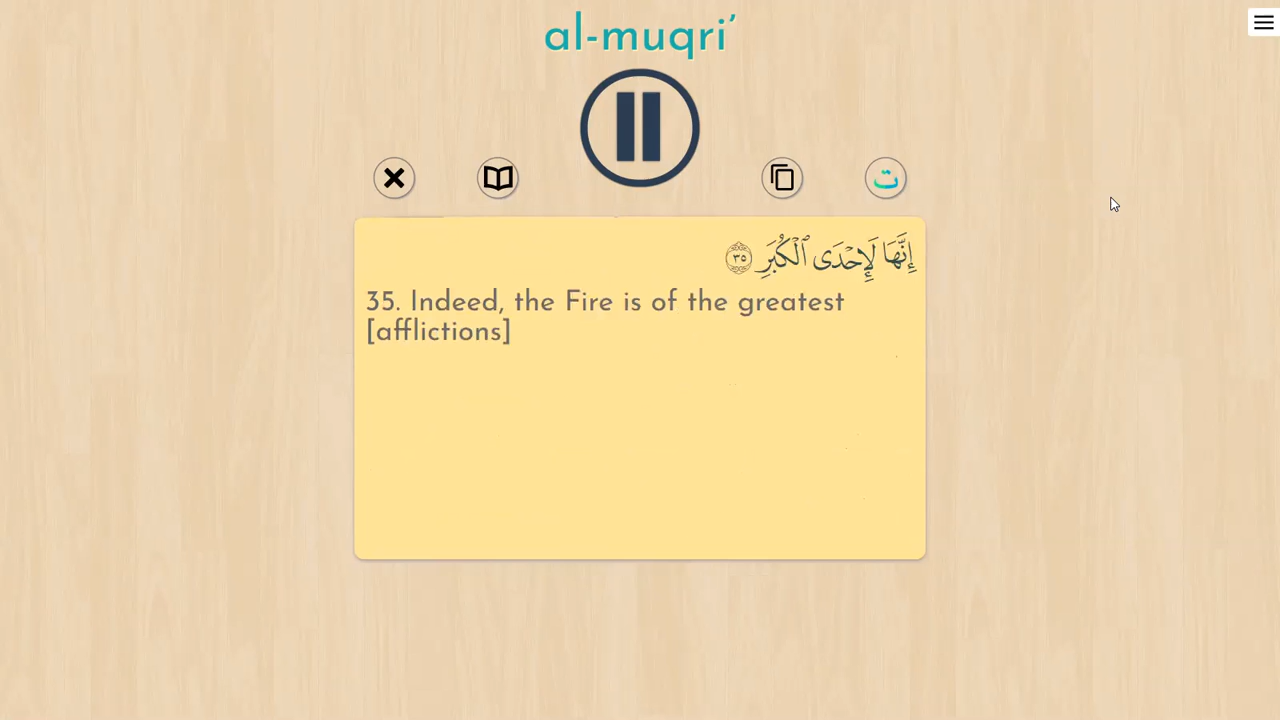 al-muqri’
ت
إِنَّهَا لَإِحْدَى ٱلْكُبَرِ ٣٥
35. Indeed, the Fire is of the greatest
[afflictions]